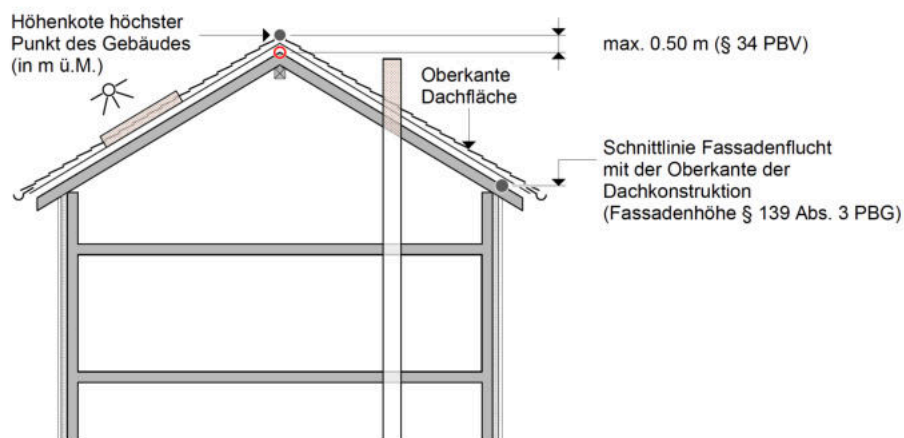 Höhenkote höchster
Punkt des Gebäudes
(in m ü.M.)
max. 0.50 m (§ 34 PBV)
Oberkante
Dachfläche
Schnittlinie Fassadenflucht
mit der Oberkante der
Dachkonstruktion
(Fassadenhöhe § 139 Abs. 3 PBG)